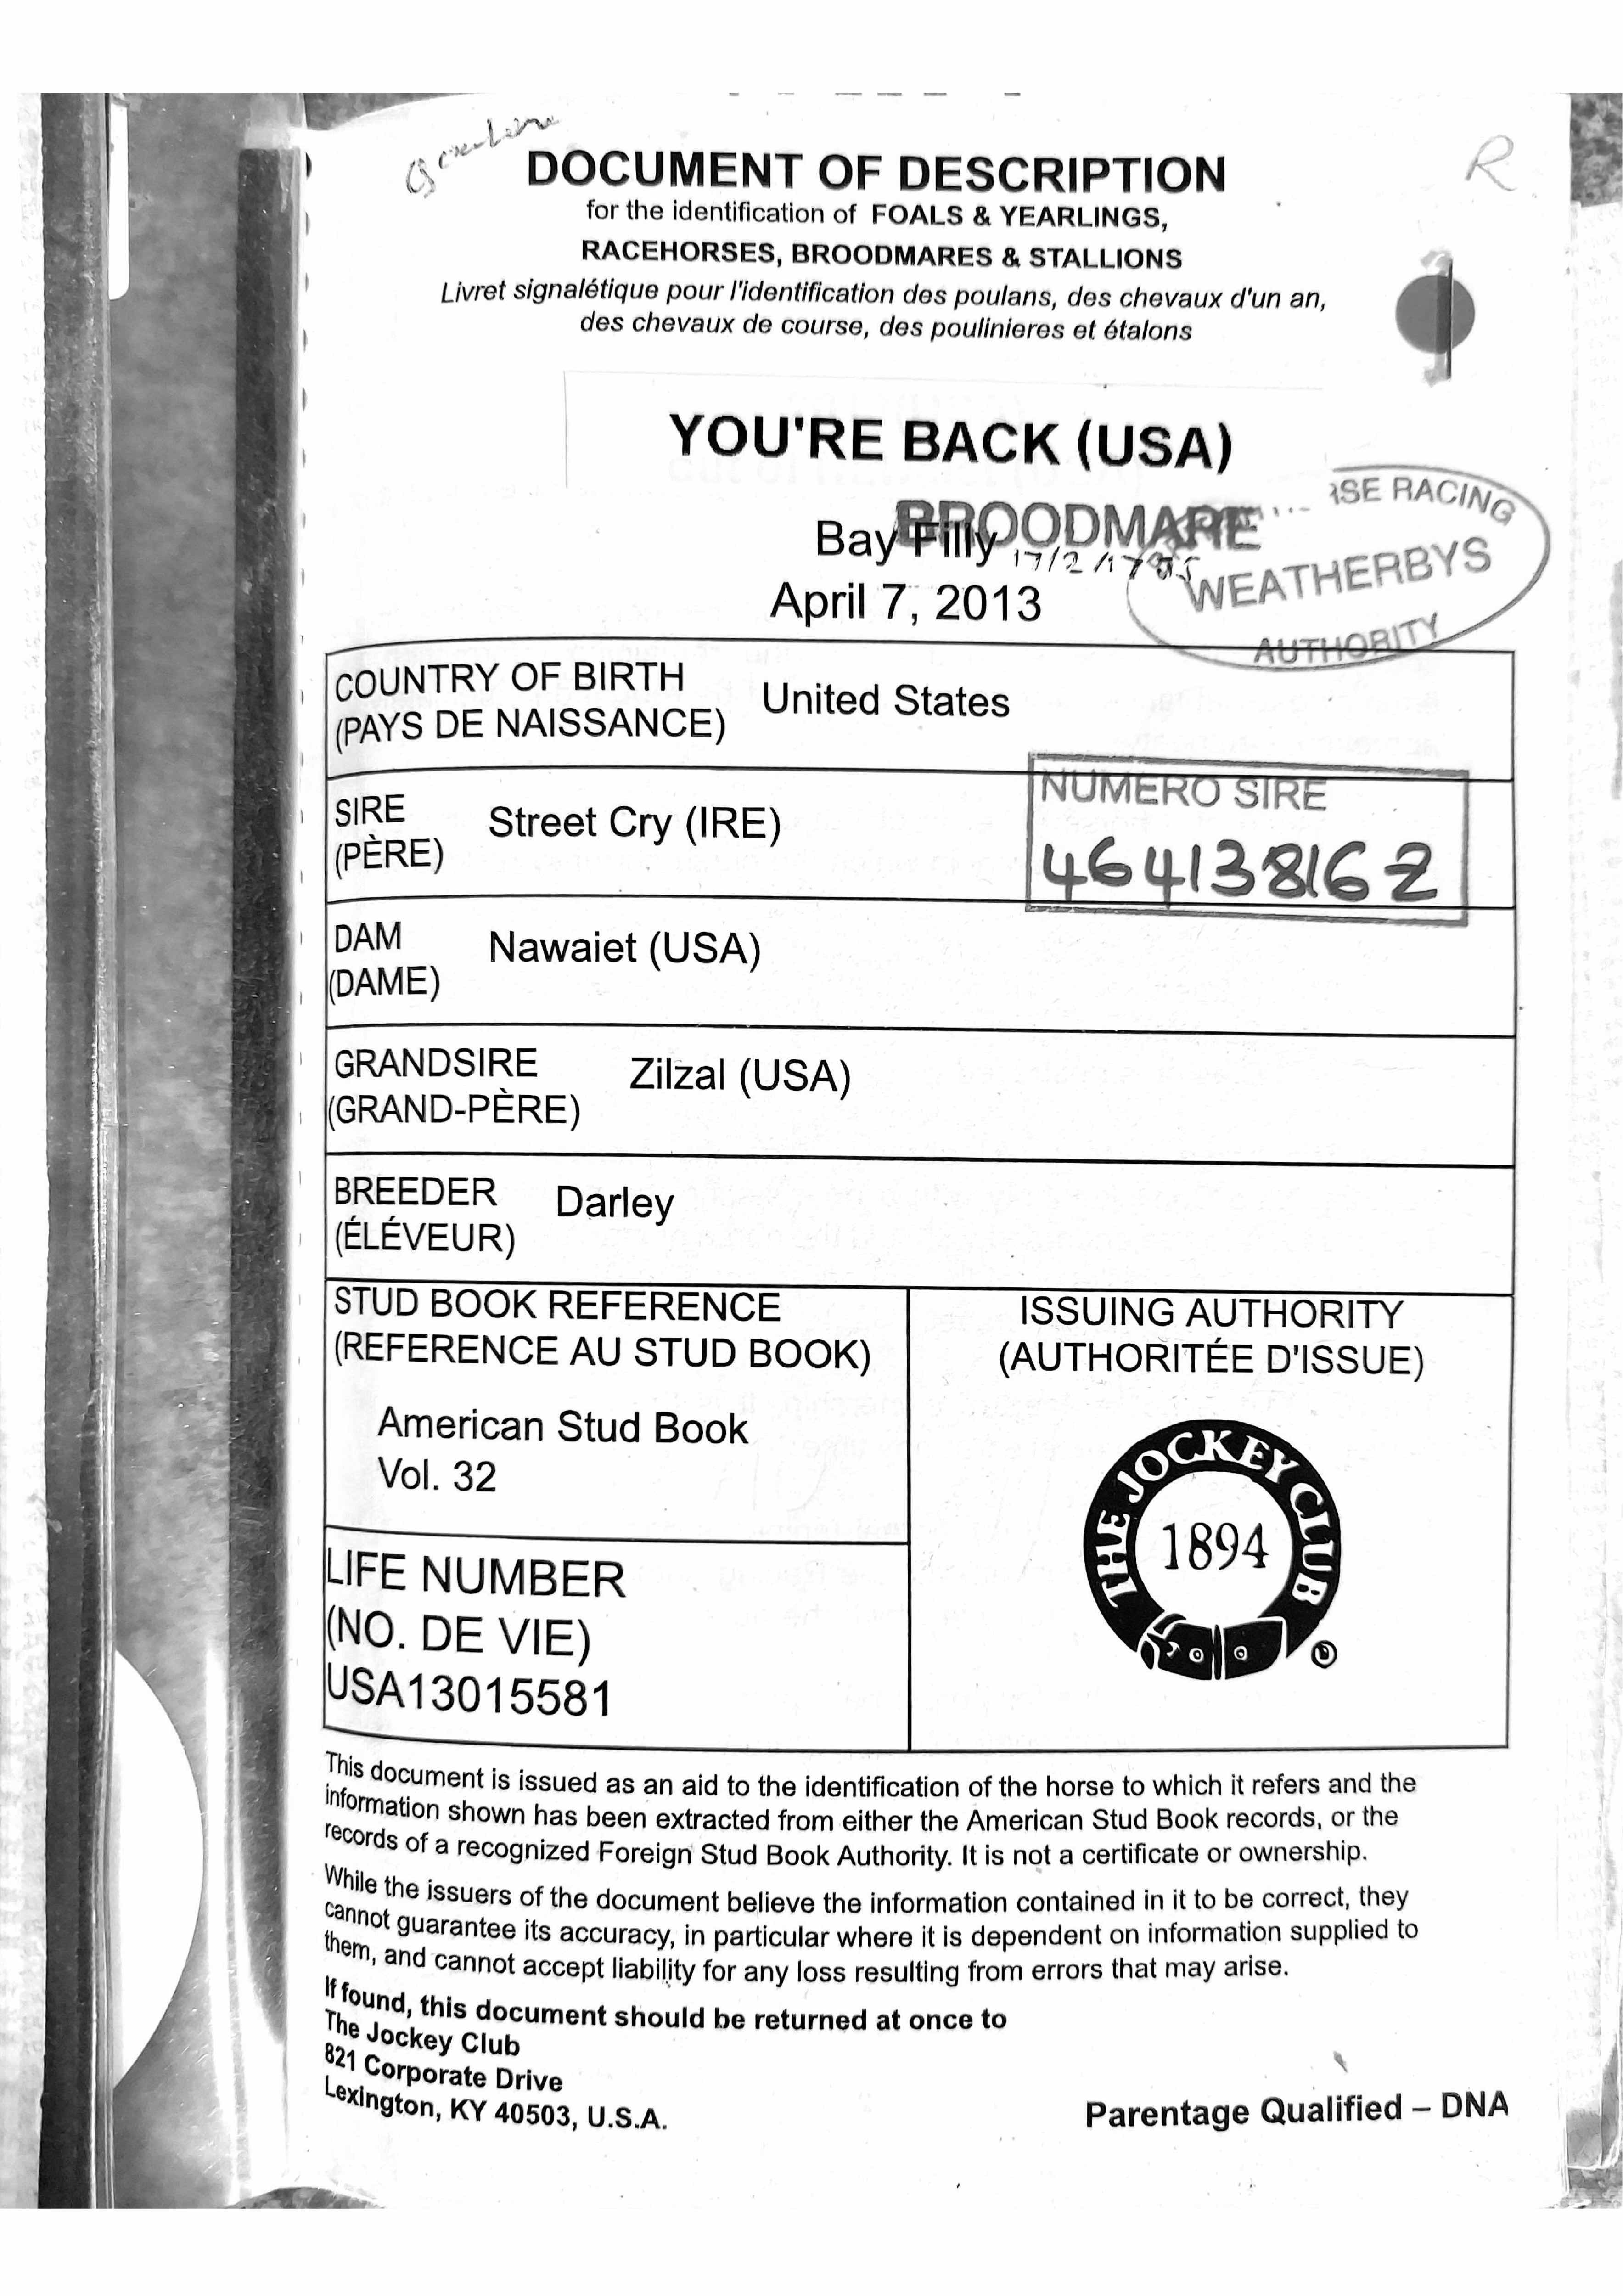 R
DOCUMENT OF DESCRIPTION
for the identification of FOALS & YEARLINGS,
RACEHORSES, BROODMARES & STALLIONS
Livret signalétique pour l'identification des poulans, des chevaux d'un an,
des chevaux de course, des poulinieres et étalons
YOU'RE BACK (USA)
BROODMARE
Bay Filly
17/2/17
April 7, 2013
RACING
WEATHERBYS
AUTHORITY
COUNTRY OF BIRTH
(PAYS DE NAISSANCE)
United States
SIRE
(PÈRE)
Street Cry (IRE)
NUMERO SIRE
46413816Z
DAM
(DAME)
Nawaiet (USA)
GRANDSIRE
(GRAND-PÈRE)
Zilzal (USA)
BREEDER
(ÉLÉVEUR)
Darley
STUD BOOK REFERENCE
(REFERENCE AU STUD BOOK)
American Stud Book
Vol. 32
ISSUING AUTHORITY
(AUTHORITÉE D'ISSUE)
THE JOCKEY CLUB
1894
®
LIFE NUMBER
(NO. DE VIE)
USA13015581
This document is issued as an aid to the identification of the horse to which it refers and the
information shown has been extracted from either the American Stud Book records, or the
records of a recognized Foreign Stud Book Authority. It is not a certificate or ownership.
While the issuers of the document believe the information contained in it to be correct, they
cannot guarantee its accuracy, in particular where it is dependent on information supplied to
them, and cannot accept liability for any loss resulting from errors that may arise.
If found, this document should be returned at once to
The Jockey Club
821 Corporate Drive
Lexington, KY 40503, U.S.A.
Parentage Qualified – DNA